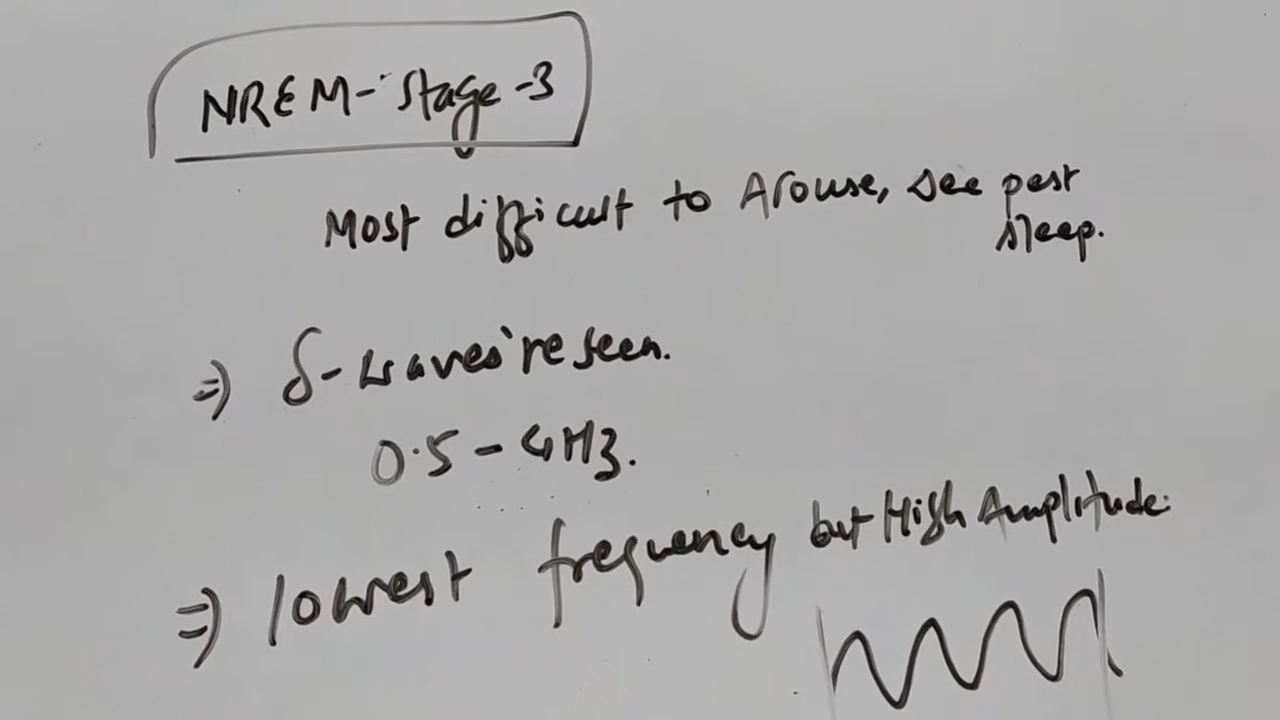 NREM-Stage-3
Most difficult to Arouse, see pest
sleep.
=> δ-waves're seen.
0.5-4Hz.
=> lowest frequency but High Amplitude.